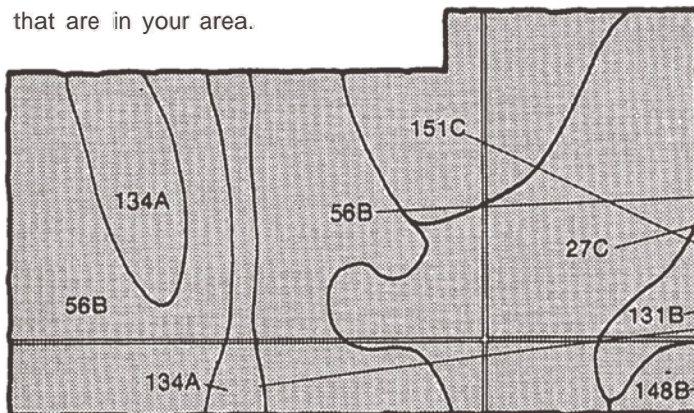 that are in your area.
151C
134A
56B
27C
56B
131B
134A
148B